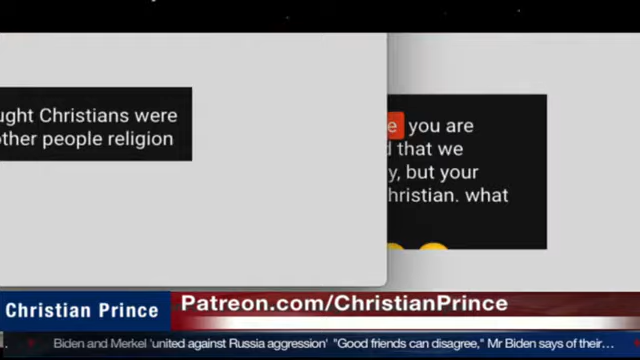 ught Christians were
other people religion
e you are
d that we
y, but your
hristian. what
Christian Prince
Patreon.com/ChristianPrince
Biden and Merkel 'united against Russia aggression' "Good friends can disagree," Mr Biden says of their...